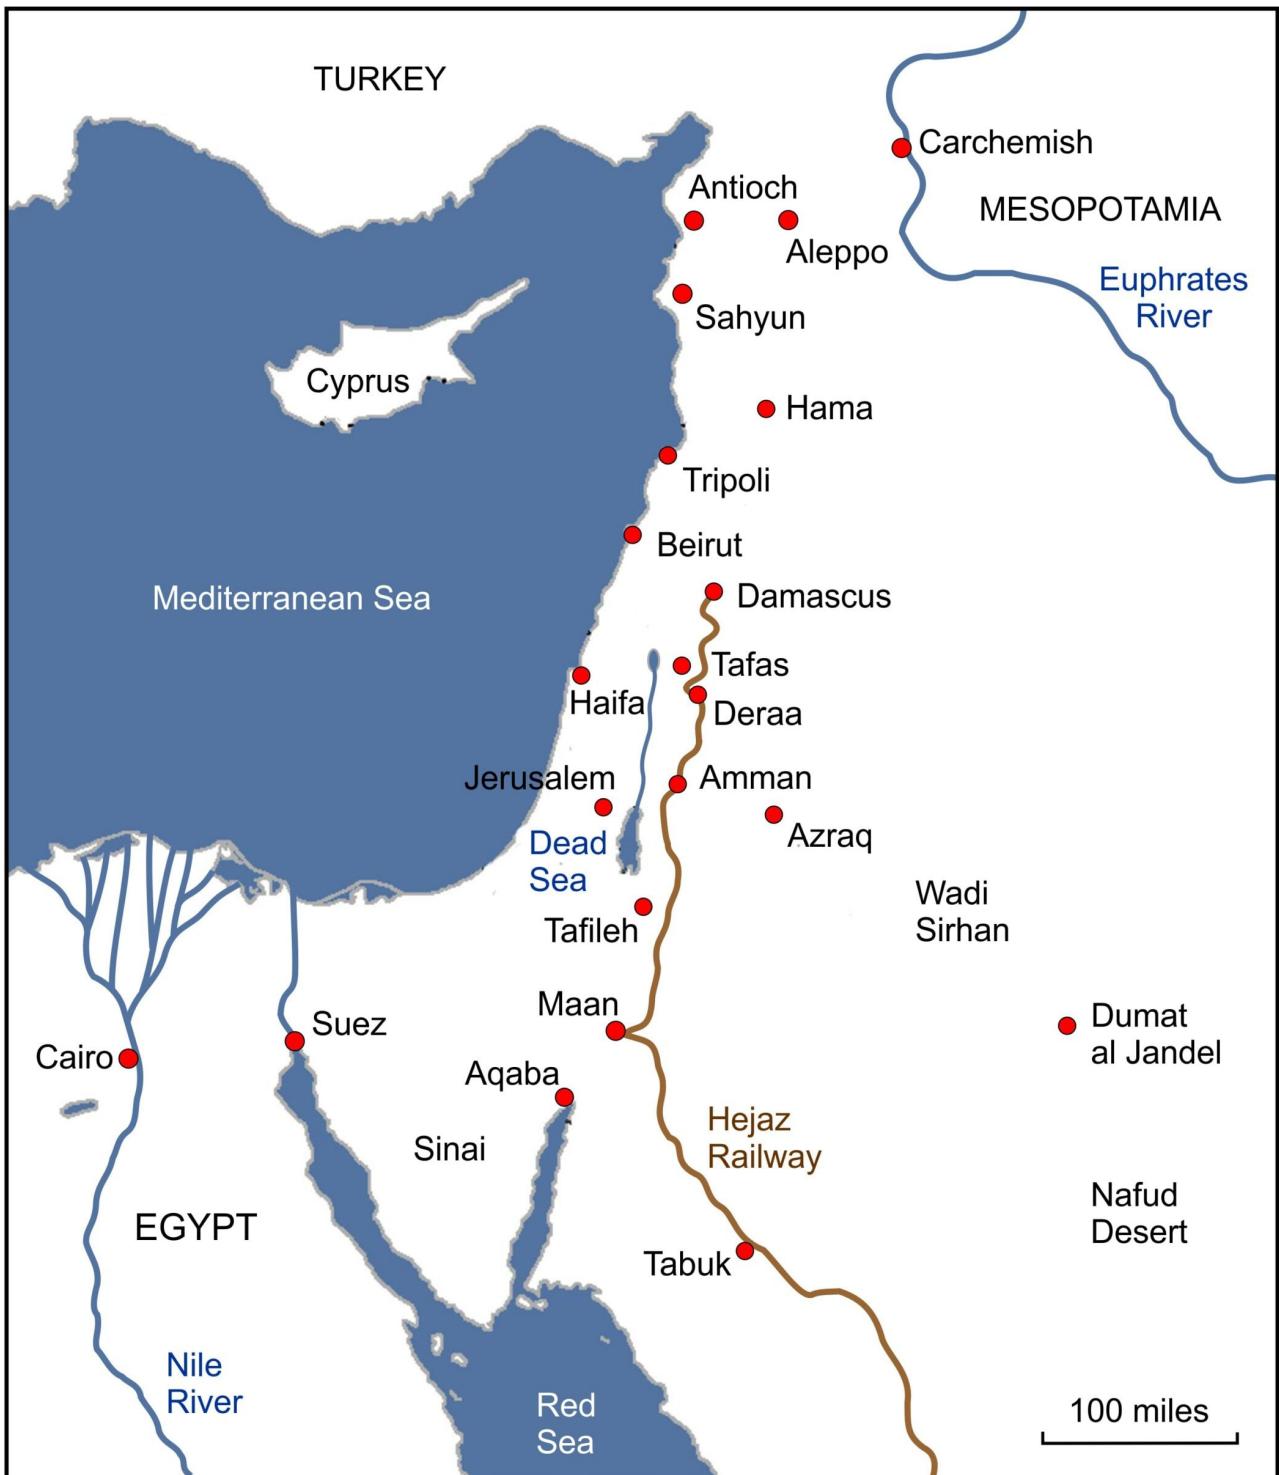 TURKEY
Carchemish
Antioch
MESOPOTAMIA
Aleppo
Euphrates
River
Sahyun
Cyprus
Hama
Tripoli
Beirut
Mediterranean Sea
Damascus
Tafas
Haifa
Deraa
Jerusalem
Amman
Dead
Sea
Azraq
Wadi
Sirhan
Tafileh
Maan
Suez
Dumat
al Jandel
Cairo
Aqaba
Hejaz
Railway
Sinai
Nafud
Desert
EGYPT
Tabuk
Nile
River
Red
Sea
100 miles